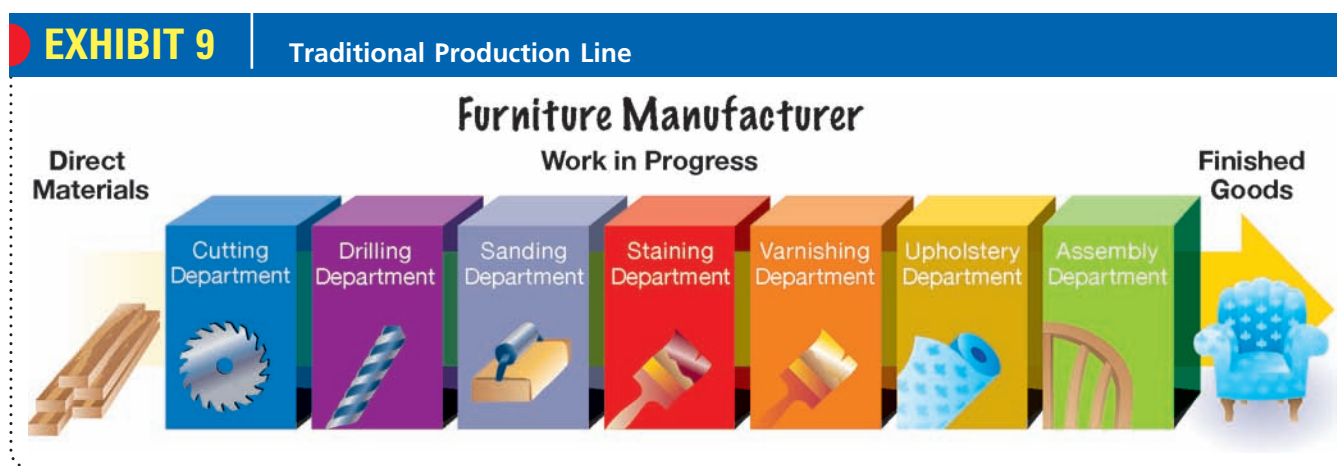 EXHIBIT 9
Traditional Production Line
Furniture Manufacturer
Direct
Materials
Work in Progress
Finished
Goods
Cutting
Department
Drilling
Department
Sanding
Department
Staining
Department
Varnishing
Department
Upholstery
Department
Assembly
Department